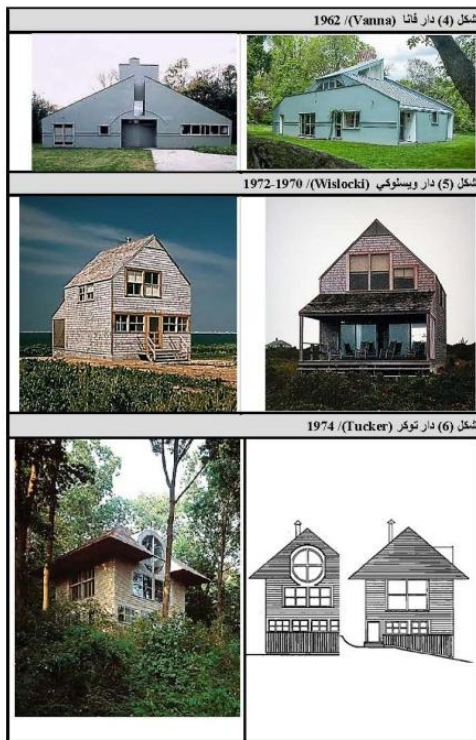 شكل (4) دار فانا (Vanna)/ 1962
شكل (5) دار ويسلوكي (Wislocki)/ 1970-1972
شكل (6) دار توكر (Tucker)/ 1974